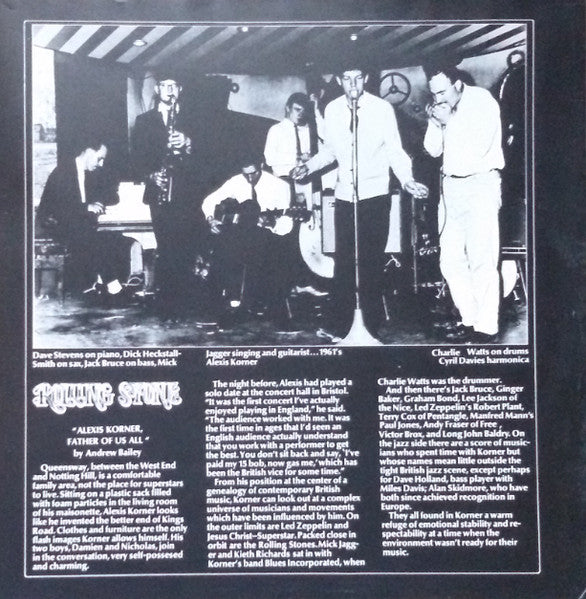 Dave Stevens on piano, Dick Heckstall-
Smith on sax, Jack Bruce on bass, Mick
Jagger singing and guitarist...1961's
Alexis Korner
Charlie Watts on drums
Cyril Davies harmonica
ROLLING STONE
"ALEXIS KORNER,
FATHER OF US ALL"
by Andrew Bailey
Queensway, between the West End
and Notting Hill, is a comfortable
family area, not the place for superstars
to live. Sitting on a plastic sack filled
with foam particles in the living room
of his maisonette, Alexis Korner looks
like he invented the better end of Kings
Road. Clothes and furniture are the only
flash images Korner allows himself. His
two boys, Damien and Nicholas, join
in the conversation, very self-possesed
and charming.
The night before, Alexis had played a
solo date at the concert hall in Bristol.
"It was the first concert I've actually
enjoyed playing in England," he said.
"The audience worked with me. It was
the first time in ages that I'd seen an
English audience actually understand
that you work with a performer to get
the best. You don't sit back and say, 'I've
paid my 15 bob, now gas me,' which has
been the British vice for some time."
From his position at the center of a
genealogy of contemporary British
music, Korner can look out at a complex
universe of musicians and movements
which have been influenced by him. On
the outer limits are Led Zeppelin and
Jesus Christ-Superstar. Packed close in
orbit are the Rolling Stones. Mick Jagg-
er and Kieth Richards sat in with
Korner's band Blues Incorporated, when
Charlie Watts was the drummer.
And then there's Jack Bruce, Ginger
Baker, Graham Bond, Lee Jackson of
the Nice, Led Zeppelin's Robert Plant,
Terry Cox of Pentangle, Manfred Mann's
Paul Jones, Andy Fraser of Free,
Victor Brox, and Long John Baldry. On
the jazz side there are a score of music-
ians who spent time with Korner but
whose names mean little outside the
tight British jazz scene, except perhaps
for Dave Holland, bass player with
Miles Davis; Alan Skidmore, who have
both since achieved recognition in
Europe.
They all found in Korner a warm
refuge of emotional stability and re-
spectability at a time when the
environment wasn't ready for their
music.